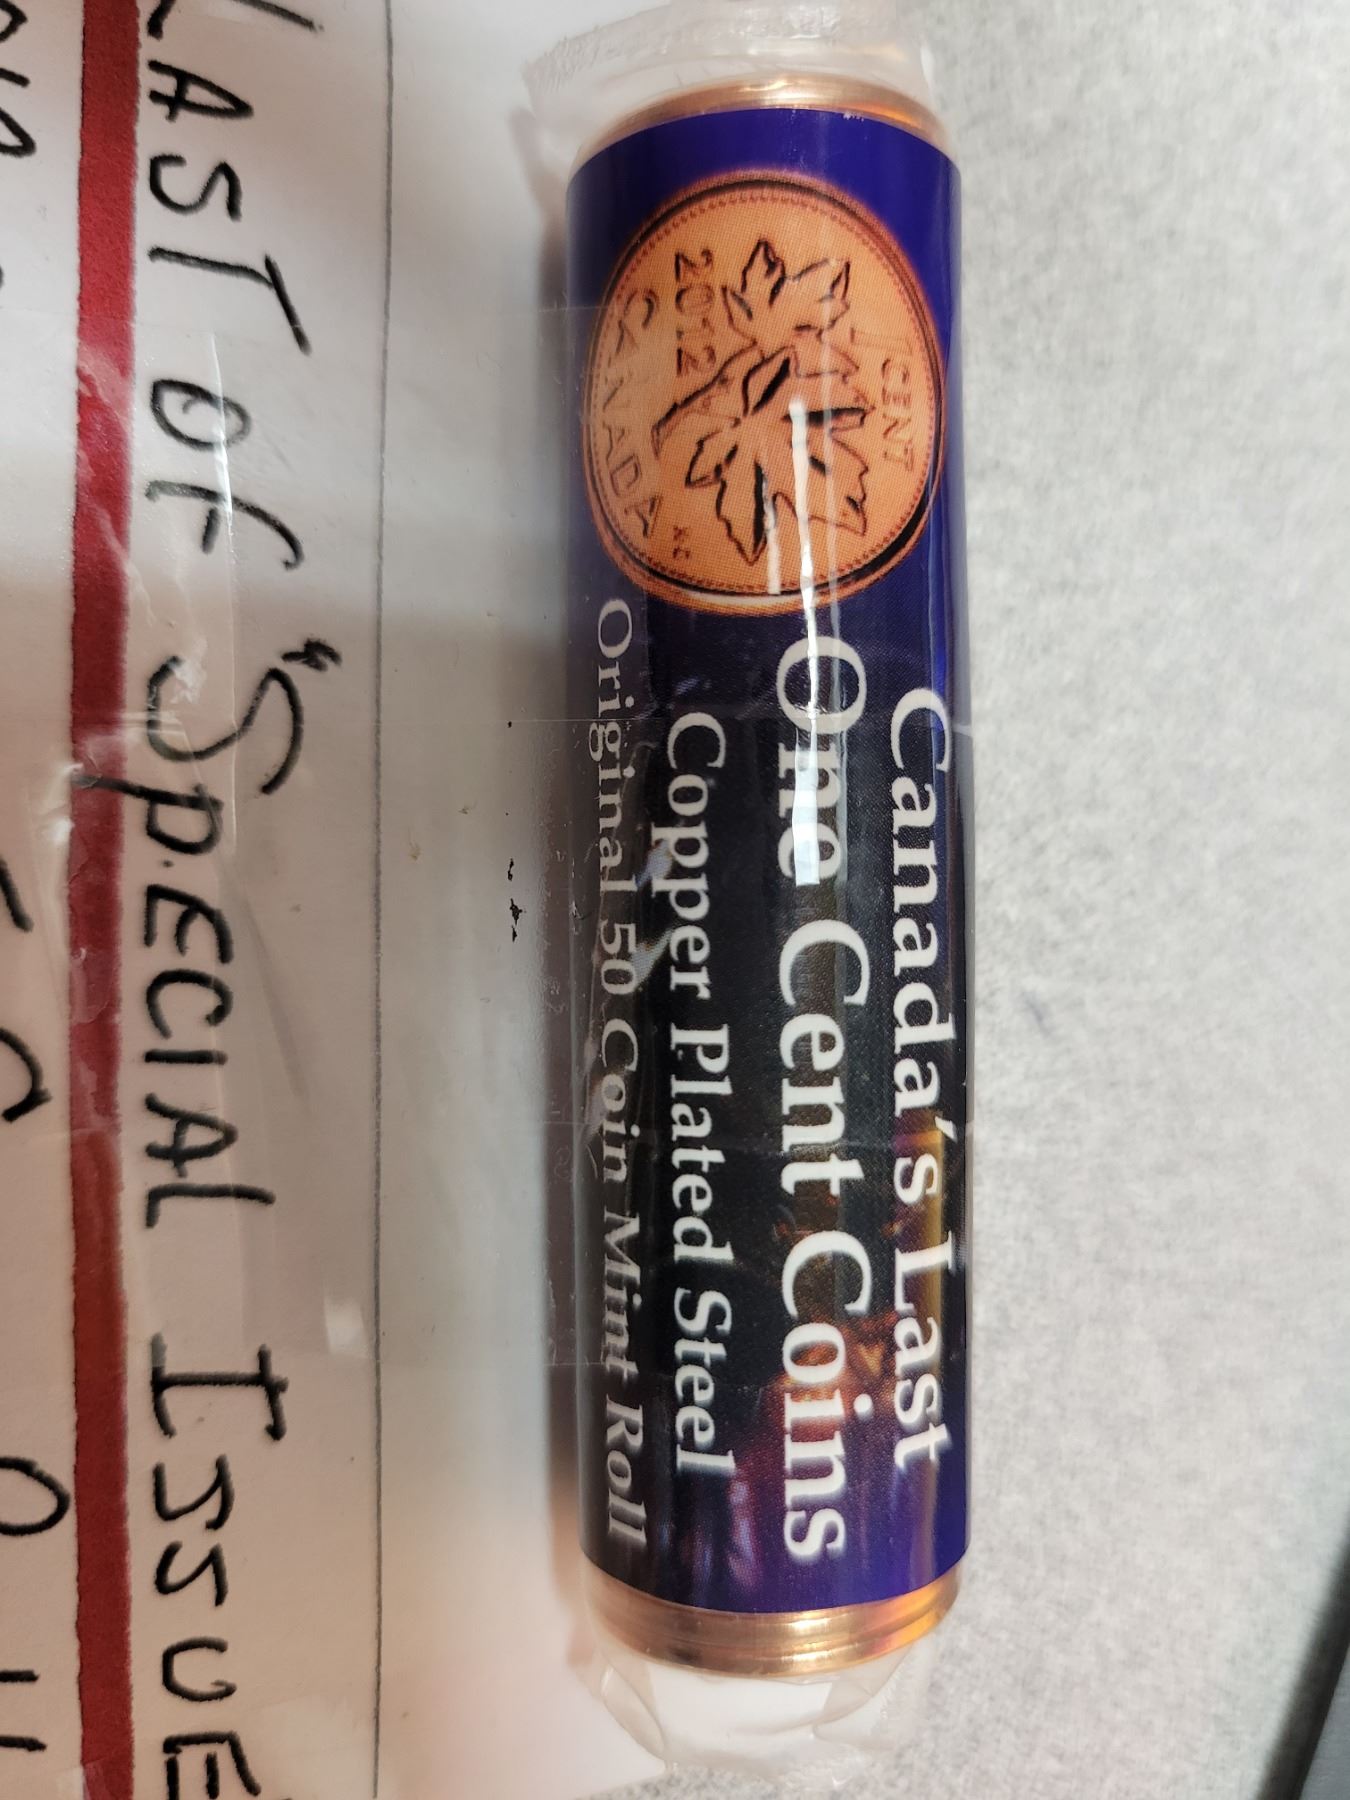 LAST OF "SPECIAL ISSUE
1 CENT
2012
CANADA
Canada's Last
One Cent Coins
Copper Plated Steel
Original 50 Coin Mint Roll